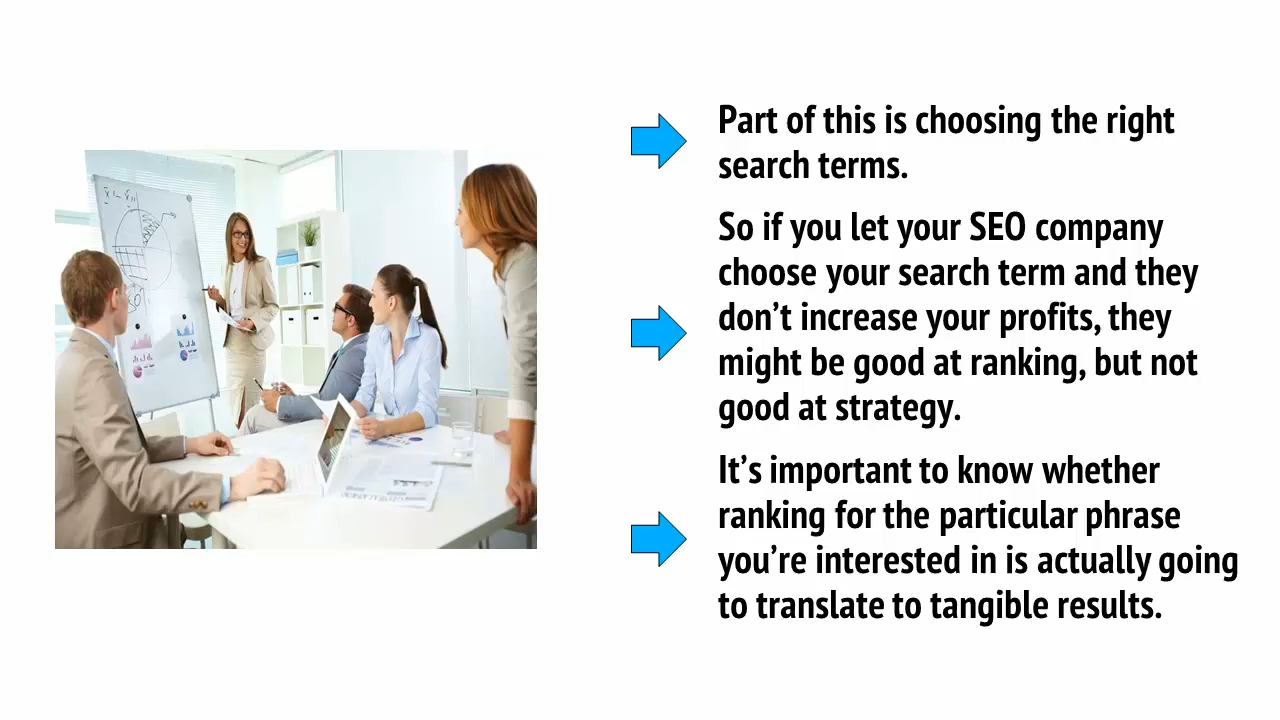 Part of this is choosing the right
search terms.
So if you let your SEO company
choose your search term and they
don’t increase your profits, they
might be good at ranking, but not
good at strategy.
It’s important to know whether
ranking for the particular phrase
you’re interested in is actually going
to translate to tangible results.